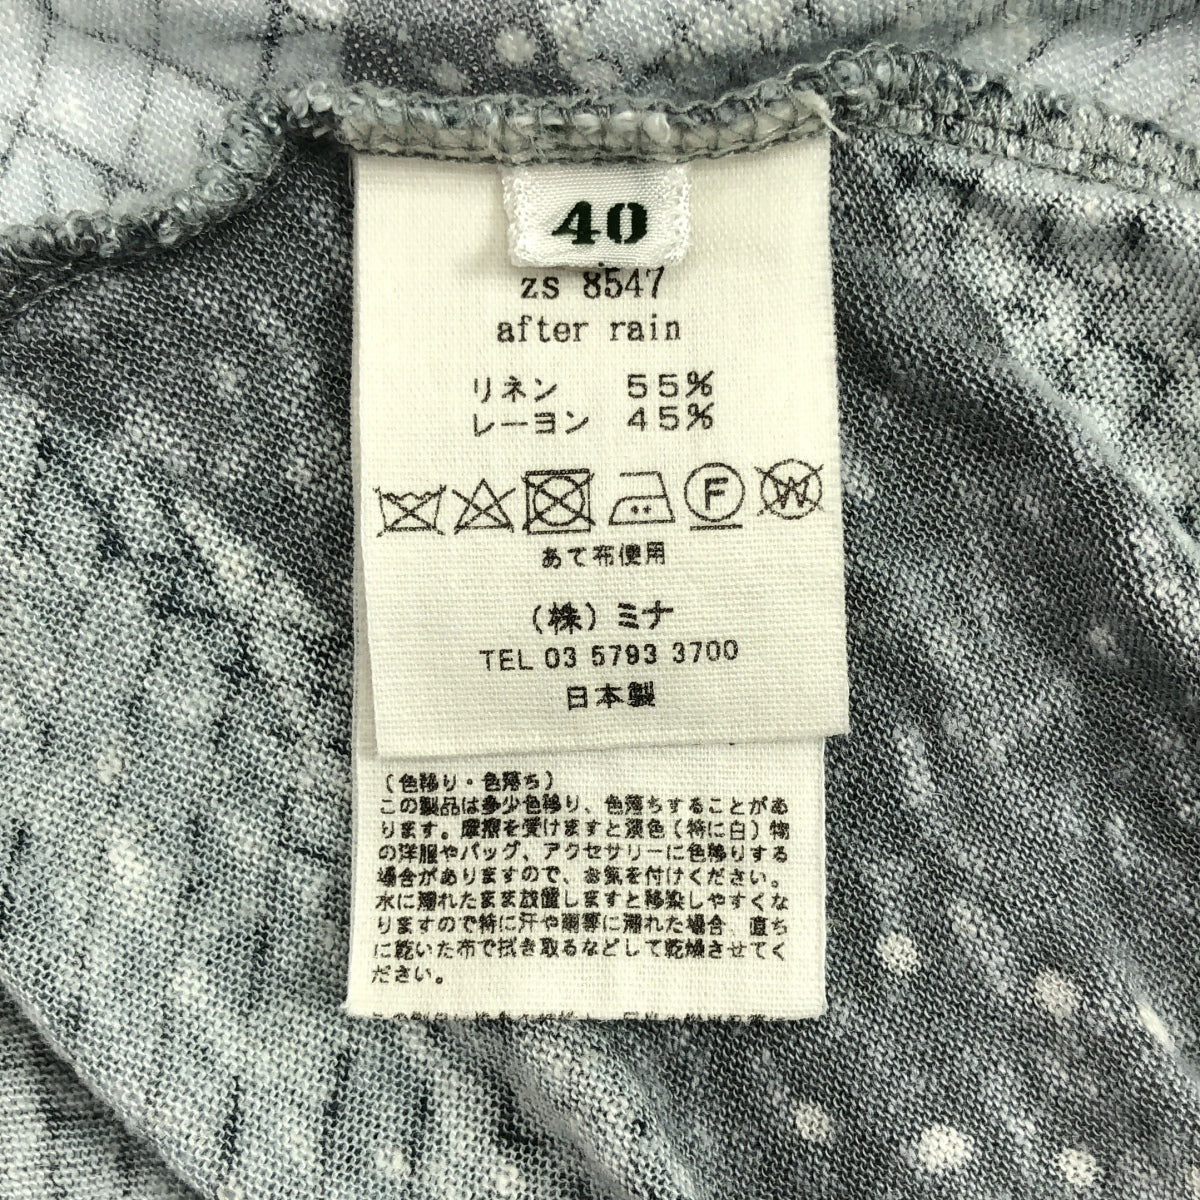 40
zs 8547
after rain
リネン 55%
レーヨン 45%
F W
あて布使用
(株)ミナ
TEL 03 5793 3700
日本製
(色移り・色落ち)
この製品は多少色移り、色落ちすることがあ
ります。摩擦を受けますと淡色(特に白)物
の洋服やバッグ、アクセサリーに色移りする
場合がありますので、お気を付けください。
水に濡れたまま放置しますと移染しやすくな
りますので特に汗や雨等に濡れた場合、直ち
に乾いた布で拭き取るなどして乾燥させてく
ださい。